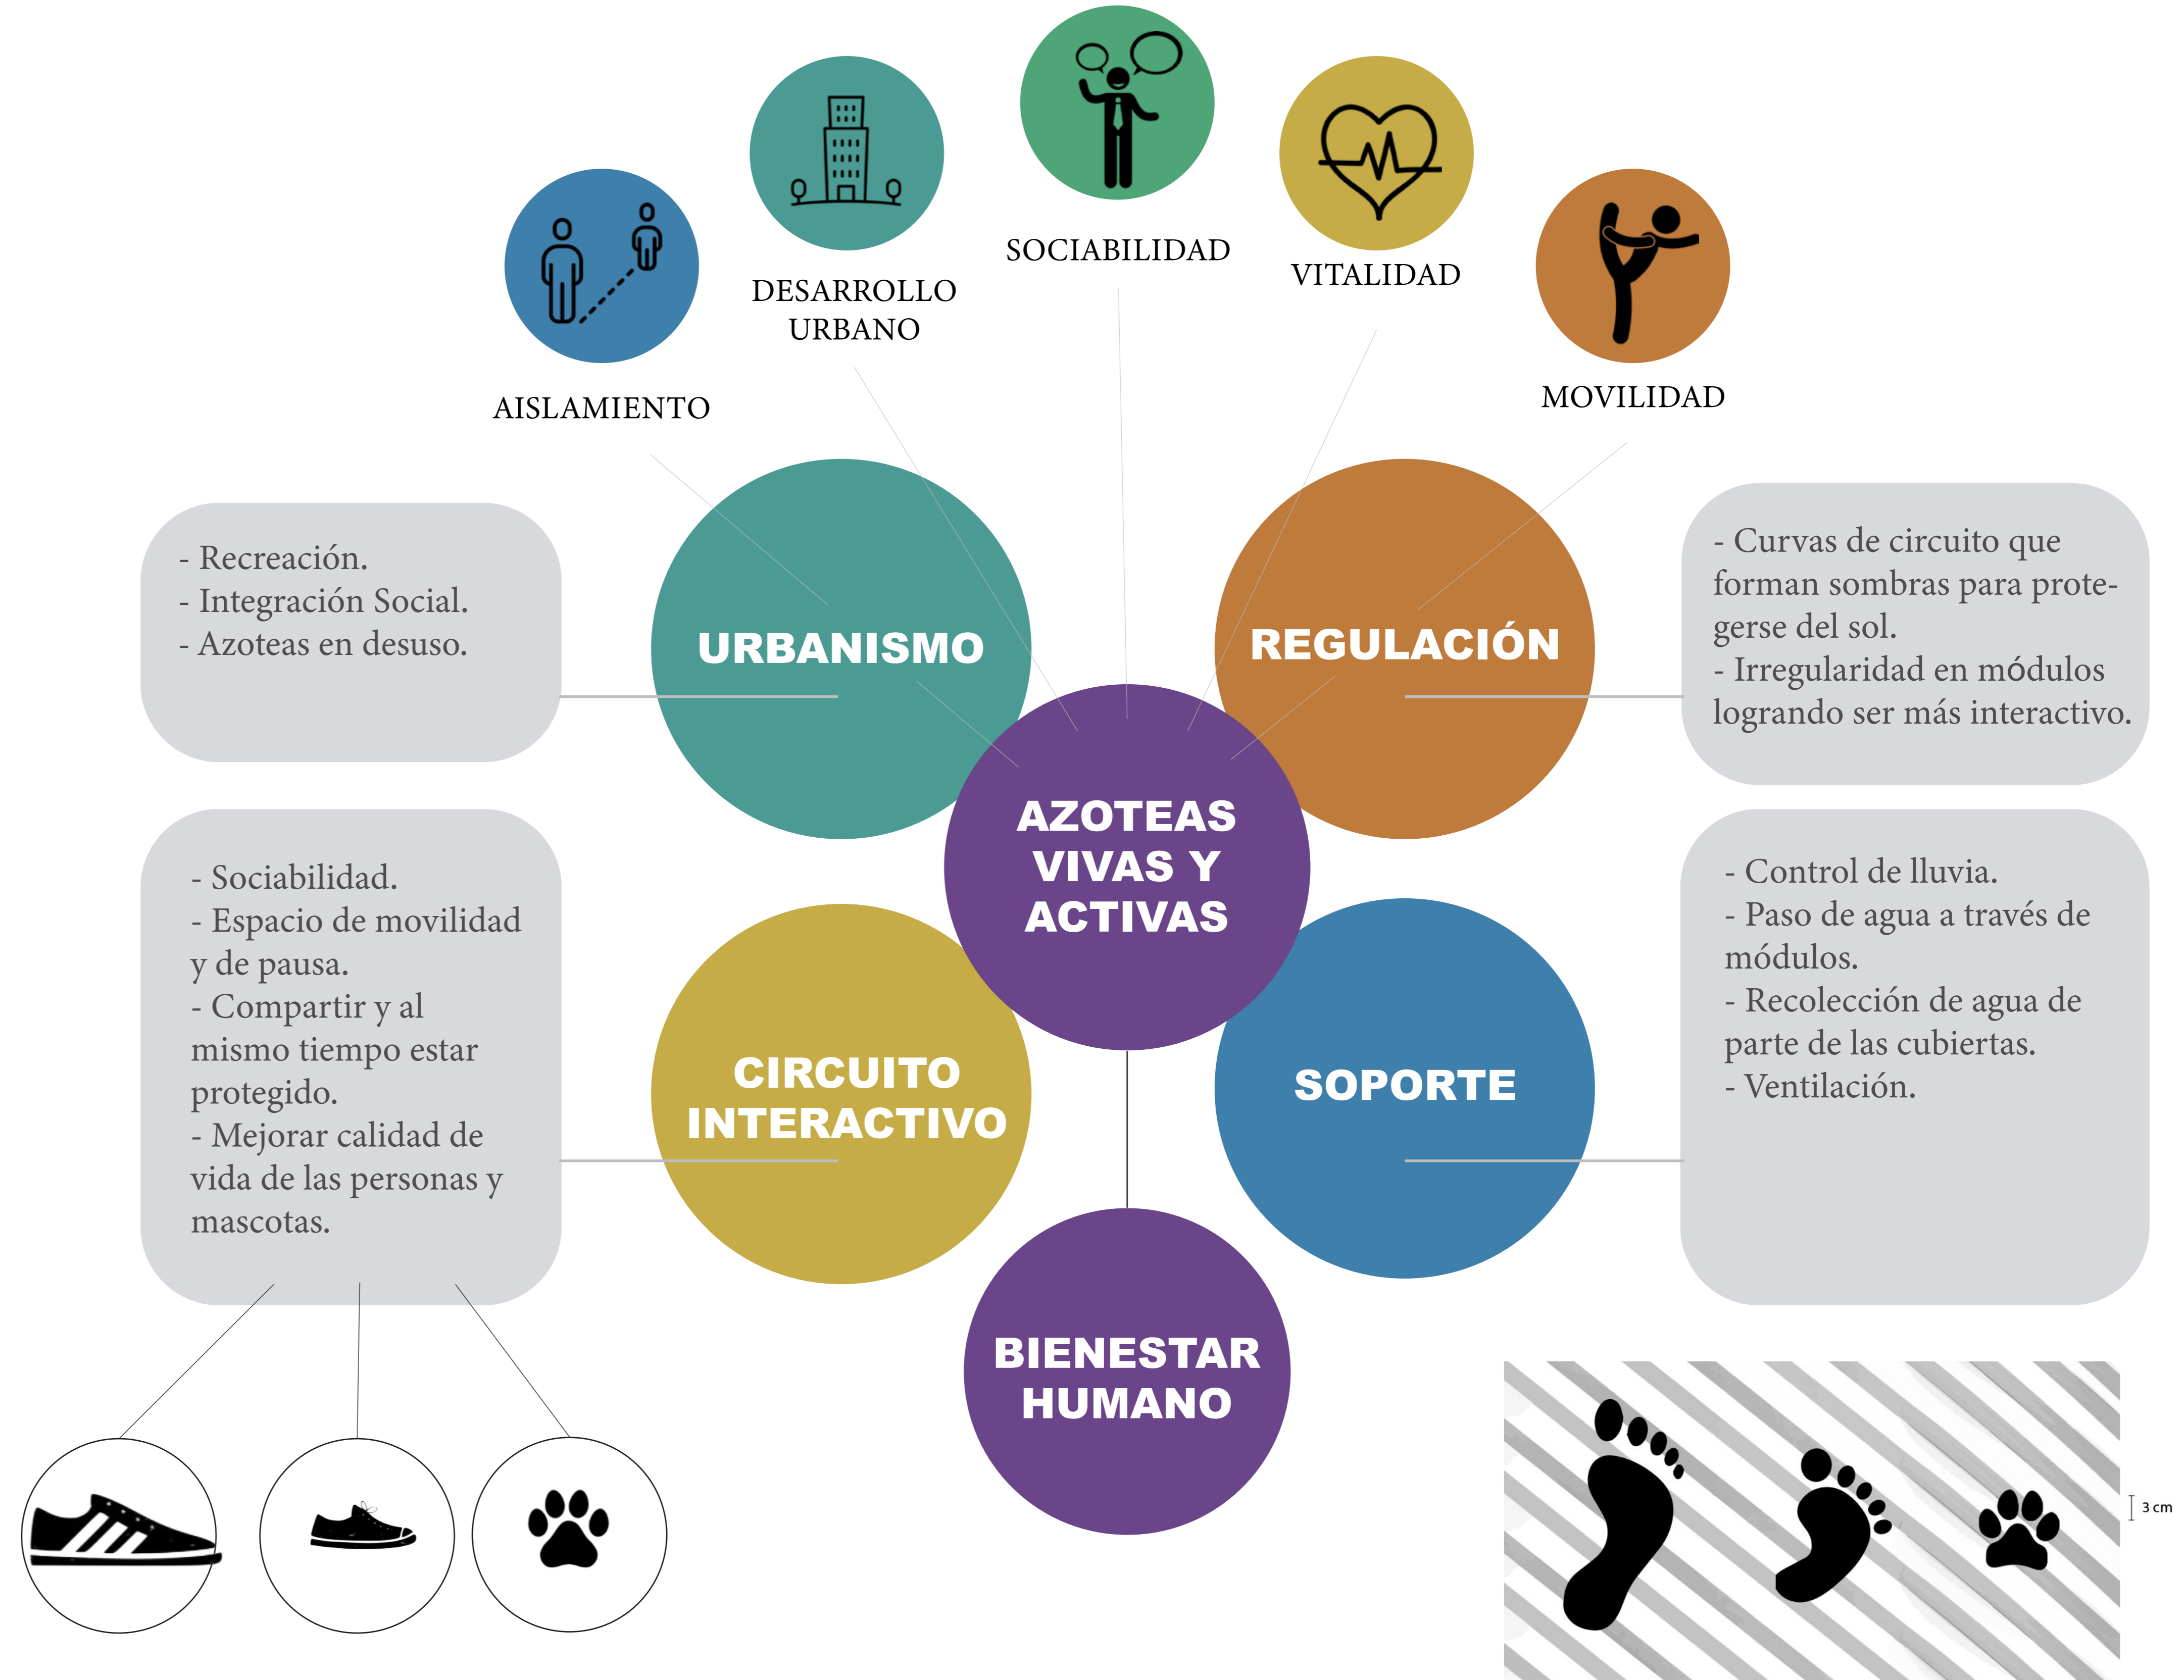 SOCIABILIDAD
VITALIDAD
DESARROLLO
URBANO
AISLAMIENTO
MOVILIDAD
- Recreación.
- Integración Social.
- Azoteas en desuso.
URBANISMO
REGULACIÓN
- Curvas de circuito que
forman sombras para prote-
gerse del sol.
- Irregularidad en módulos
logrando ser más interactivo.
AZOTEAS
VIVAS Y
ACTIVAS
- Sociabilidad.
- Espacio de movilidad
y de pausa.
- Compartir y al
mismo tiempo estar
protegido.
- Mejorar calidad de
vida de las personas y
mascotas.
CIRCUITO
INTERACTIVO
SOPORTE
- Control de lluvia.
- Paso de agua a través de
módulos.
- Recolección de agua de
parte de las cubiertas.
- Ventilación.
BIENESTAR
HUMANO
3 cm